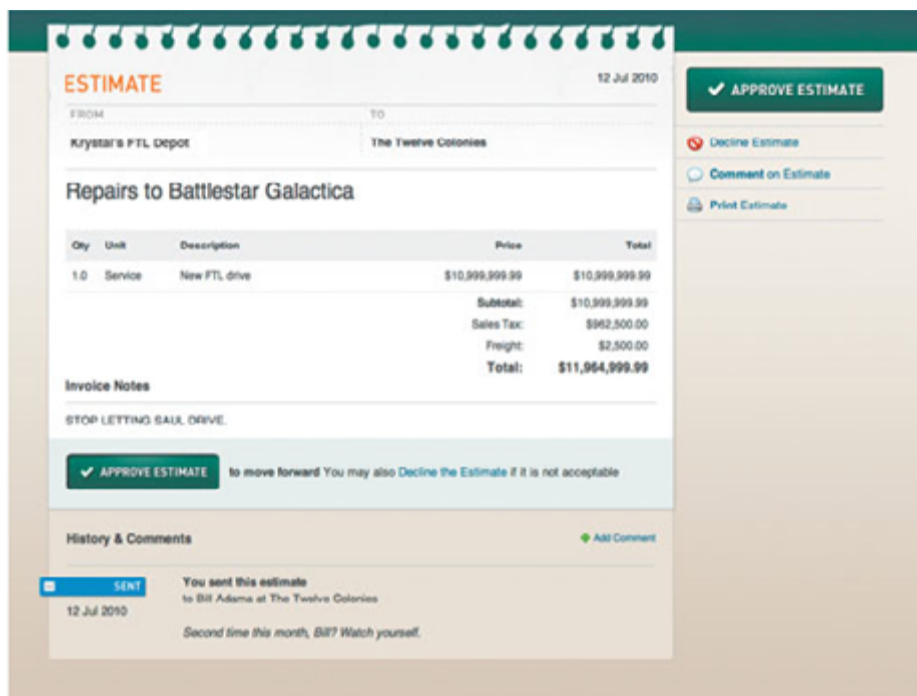 ESTIMATE
12 Jul 2010
FROM
TO
Krystal's FTL Depot
The Twelve Colonies
Repairs to Battlestar Galactica
Qty Unit Description Price Total
1.0 Service New FTL drive $10,999,999.99 $10,999,999.99
Subtotal: $10,999,999.99
Sales Tax: $962,500.00
Freight: $2,500.00
Total: $11,964,999.99
Invoice Notes
STOP LETTING SAUL DRIVE.
APPROVE ESTIMATE to move forward You may also Decline the Estimate if it is not acceptable
History & Comments
Add Comment
SENT
You sent this estimate
to Bill Adama at The Twelve Colonies
12 Jul 2010
Second time this month, Bill? Watch yourself.
APPROVE ESTIMATE
Decline Estimate
Comment on Estimate
Print Estimate